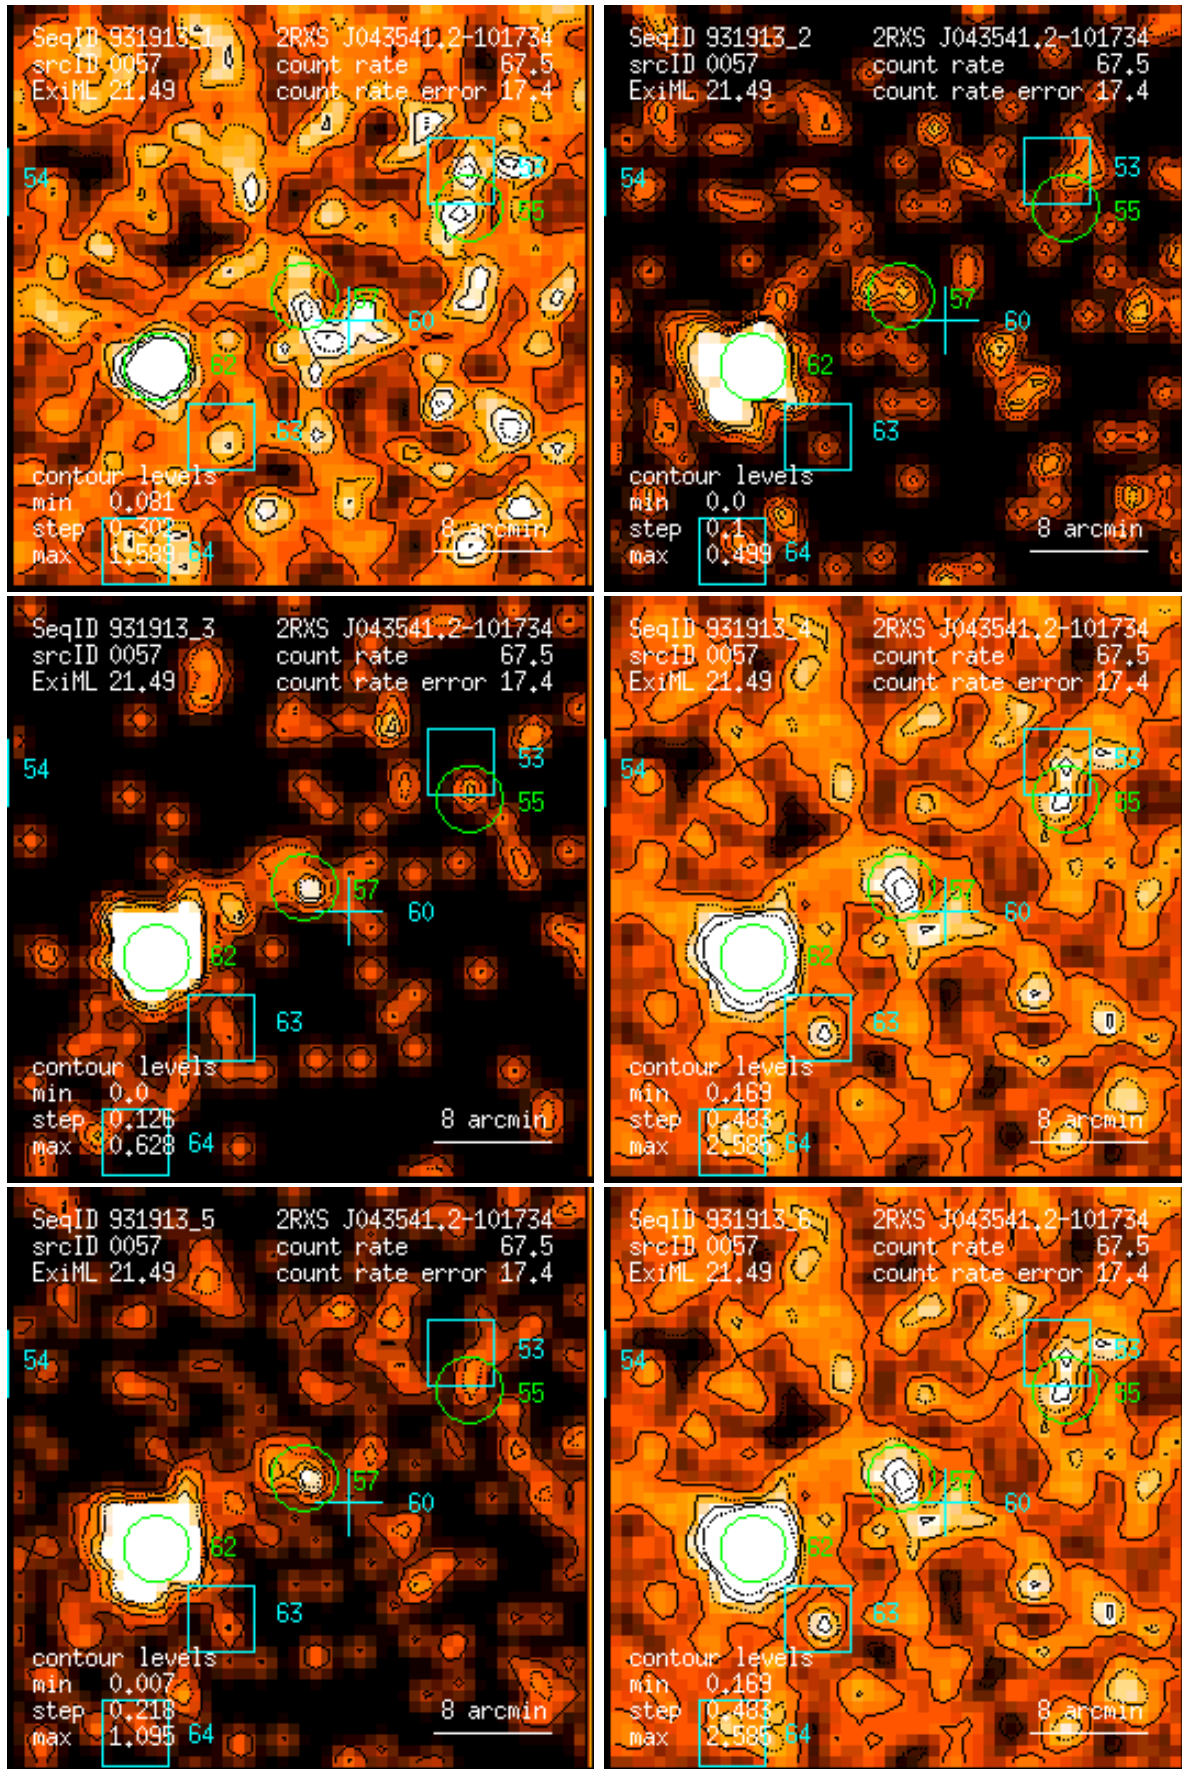 SeqID 931913_1 2RXS J043541.2-101734
srcID 0057 count rate 67.5
ExiML 21.49 count rate error 17.4
53
54
55
57
60
62
63
contour levels
min 0.081
step 0.302 8 arcmin
max 1.589 64
SeqID 931913_2 2RXS J043541.2-101734
srcID 0057 count rate 67.5
ExiML 21.49 count rate error 17.4
53
54
55
57
60
62
63
contour levels
min 0.0
step 0.1 8 arcmin
max 0.499 64
SeqID 931913_3 2RXS J043541.2-101734
srcID 0057 count rate 67.5
ExiML 21.49 count rate error 17.4
53
54
55
57
60
62
63
contour levels
min 0.0
step 0.126 8 arcmin
max 0.628 64
SeqID 931913_4 2RXS J043541.2-101734
srcID 0057 count rate 67.5
ExiML 21.49 count rate error 17.4
53
54
55
57
60
62
63
contour levels
min 0.169
step 0.483 8 arcmin
max 2.585 64
SeqID 931913_5 2RXS J043541.2-101734
srcID 0057 count rate 67.5
ExiML 21.49 count rate error 17.4
53
54
55
57
60
62
63
contour levels
min 0.007
step 0.218 8 arcmin
max 1.095 64
SeqID 931913_6 2RXS J043541.2-101734
srcID 0057 count rate 67.5
ExiML 21.49 count rate error 17.4
53
54
55
57
60
62
63
contour levels
min 0.169
step 0.483 8 arcmin
max 2.585 64